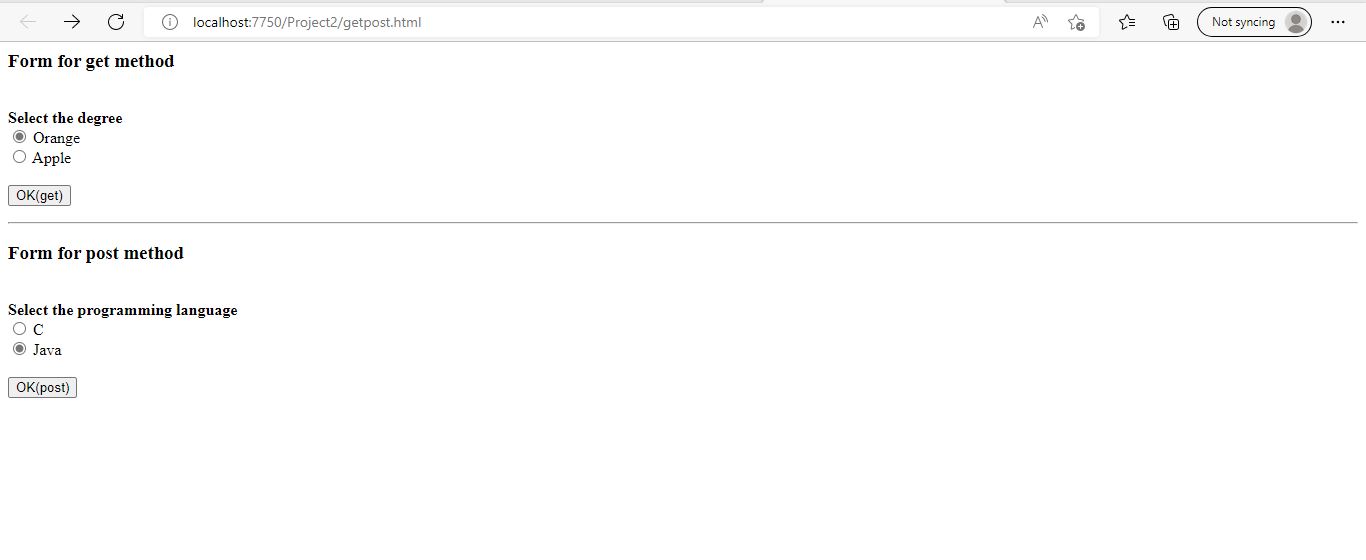 localhost:7750/Project2/getpost.html
Not syncing
Form for get method
Select the degree
Orange
Apple
OK(get)
Form for post method
Select the programming language
C
Java
OK(post)